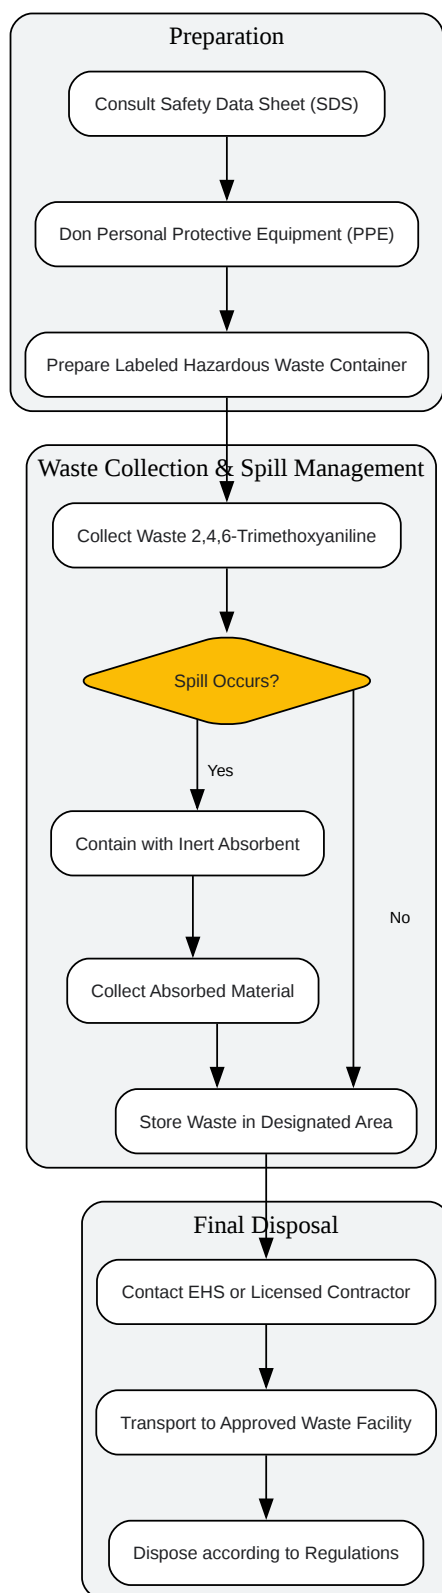 Preparation
Consult Safety Data Sheet (SDS)
Don Personal Protective Equipment (PPE)
Prepare Labeled Hazardous Waste Container
Waste Collection & Spill Management
Collect Waste 2,4,6-Trimethoxyaniline
Spill Occurs?
Yes
Contain with Inert Absorbent
No
Collect Absorbed Material
Store Waste in Designated Area
Final Disposal
Contact EHS or Licensed Contractor
Transport to Approved Waste Facility
Dispose according to Regulations